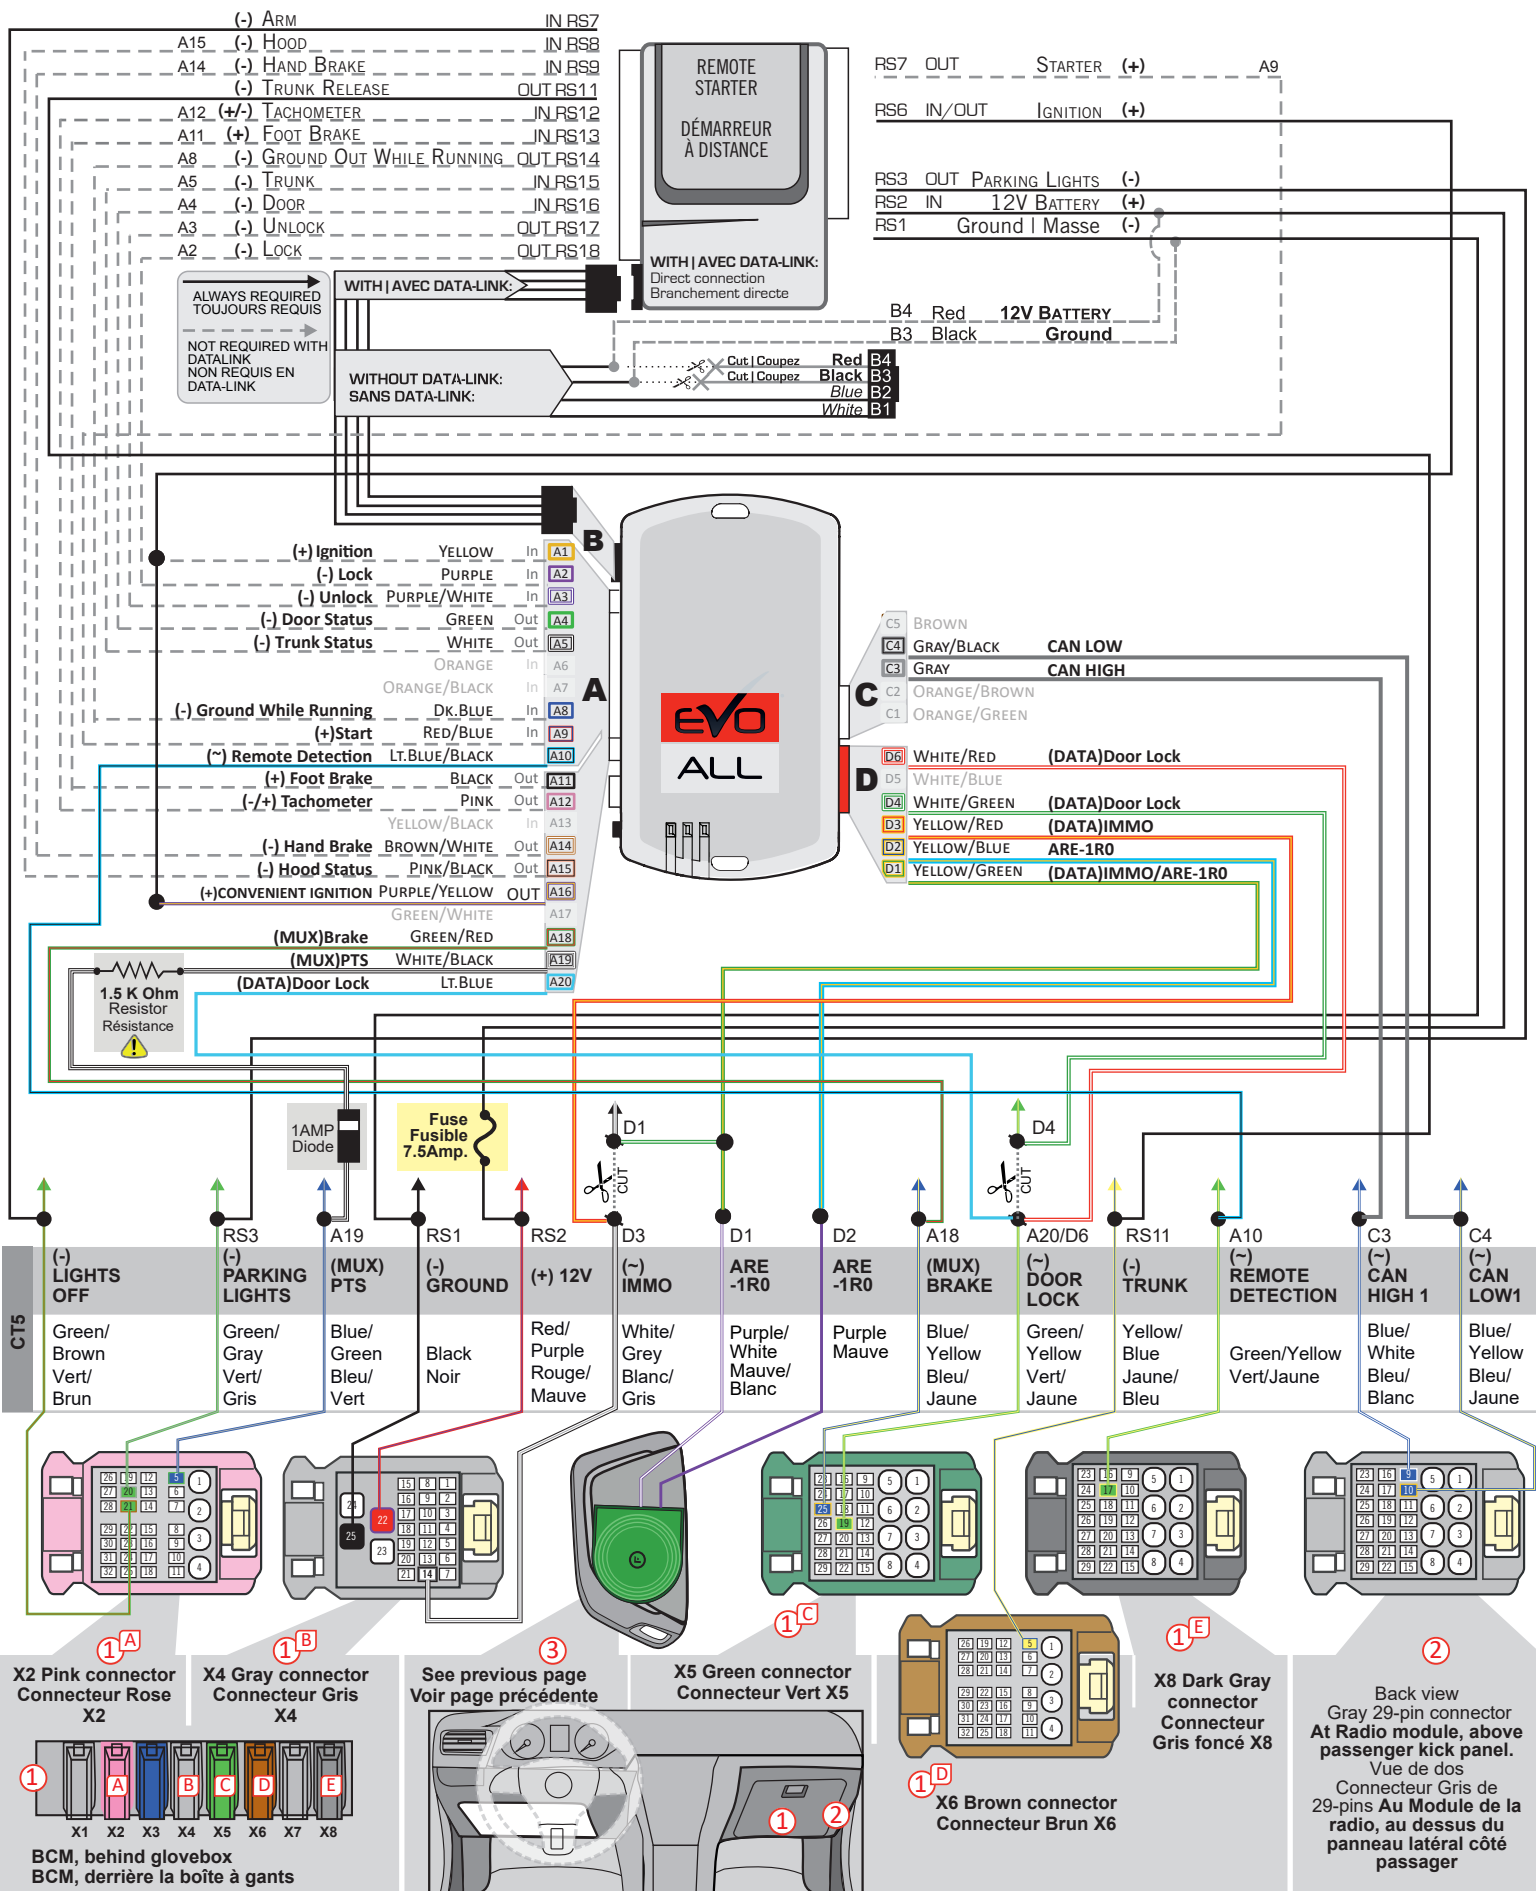 (-) ARM IN RS7
A15 (-) HOOD IN RS8
A14 (-) HAND BRAKE IN RS9
(-) TRUNK RELEASE OUT RS11
A12 (+/-) TACHOMETER IN RS12
A11 (+) FOOT BRAKE IN RS13
A8 (-) GROUND OUT WHILE RUNNING OUT RS14
A5 (-) TRUNK IN RS15
A4 (-) DOOR IN RS16
A3 (-) UNLOCK OUT RS17
A2 (-) LOCK OUT RS18
REMOTE
STARTER
DÉMARREUR
À DISTANCE
WITH | AVEC DATA-LINK:
Direct connection
Branchement directe
RS7 OUT STARTER (+) A9
RS6 IN/OUT IGNITION (+)
RS3 OUT PARKING LIGHTS (-)
RS2 IN 12V BATTERY (+)
RS1 Ground | Masse (-)
ALWAYS REQUIRED
TOUJOURS REQUIS
NOT REQUIRED WITH
DATALINK
NON REQUIS EN
DATA-LINK
WITH | AVEC DATA-LINK:
WITHOUT DATA-LINK:
SANS DATA-LINK:
B4 Red 12V BATTERY
B3 Black Ground
Cut | Coupez Red B4
Cut | Coupez Black B3
Blue B2
White B1
B
A
(+) Ignition YELLOW In A1
(-) Lock PURPLE In A2
(-) Unlock PURPLE/WHITE In A3
(-) Door Status GREEN Out A4
(-) Trunk Status WHITE Out A5
ORANGE In A6
ORANGE/BLACK In A7
(-) Ground While Running DK.BLUE In A8
(+)Start RED/BLUE In A9
(~) Remote Detection LT.BLUE/BLACK A10
(+) Foot Brake BLACK Out A11
(-/+) Tachometer PINK Out A12
YELLOW/BLACK In A13
(-) Hand Brake BROWN/WHITE Out A14
(-) Hood Status PINK/BLACK Out A15
(+)CONVENIENT IGNITION PURPLE/YELLOW OUT A16
GREEN/WHITE A17
(MUX)Brake GREEN/RED A18
(MUX)PTS WHITE/BLACK A19
(DATA)Door Lock LT.BLUE A20
EVO
ALL
C
C5 BROWN
C4 GRAY/BLACK CAN LOW
C3 GRAY CAN HIGH
C2 ORANGE/BROWN
C1 ORANGE/GREEN
D
D6 WHITE/RED (DATA)Door Lock
D5 WHITE/BLUE
D4 WHITE/GREEN (DATA)Door Lock
D3 YELLOW/RED (DATA)IMMO
D2 YELLOW/BLUE ARE-1R0
D1 YELLOW/GREEN (DATA)IMMO/ARE-1R0
1.5 K Ohm
Resistor
Résistance
!
1AMP
Diode
Fuse
Fusible
7.5Amp.
D1
CUT
D4
CUT
RS3 A19 RS1 RS2 D3 D1 D2 A18 A20/D6 RS11 A10 C3 C4
CT5
(-)
LIGHTS
OFF
(-)
PARKING
LIGHTS
(MUX)
PTS
(-)
GROUND
(+) 12V
(~)
IMMO
ARE
-1R0
ARE
-1R0
(MUX)
BRAKE
(~)
DOOR
LOCK
(-)
TRUNK
(~)
REMOTE
DETECTION
(~)
CAN
HIGH 1
(~)
CAN
LOW1
Green/
Brown
Vert/
Brun
Green/
Gray
Vert/
Gris
Blue/
Green
Bleu/
Vert
Black
Noir
Red/
Purple
Rouge/
Mauve
White/
Grey
Blanc/
Gris
Purple/
White
Mauve/
Blanc
Purple
Mauve
Blue/
Yellow
Bleu/
Jaune
Green/
Yellow
Vert/
Jaune
Yellow/
Blue
Jaune/
Bleu
Green/Yellow
Vert/Jaune
Blue/
White
Bleu/
Blanc
Blue/
Yellow
Bleu/
Jaune
1 A
X2 Pink connector
Connecteur Rose
X2
1 B
X4 Gray connector
Connecteur Gris
X4
3
See previous page
Voir page précédente
1 C
X5 Green connector
Connecteur Vert X5
1 D
X6 Brown connector
Connecteur Brun X6
1 E
X8 Dark Gray
connector
Connecteur
Gris foncé X8
2
Back view
Gray 29-pin connector
At Radio module, above
passenger kick panel.
Vue de dos
Connecteur Gris de
29-pins Au Module de la
radio, au dessus du
panneau latéral côté
passager
1
A B C D E
X1 X2 X3 X4 X5 X6 X7 X8
BCM, behind glovebox
BCM, derrière la boîte à gants
1 2